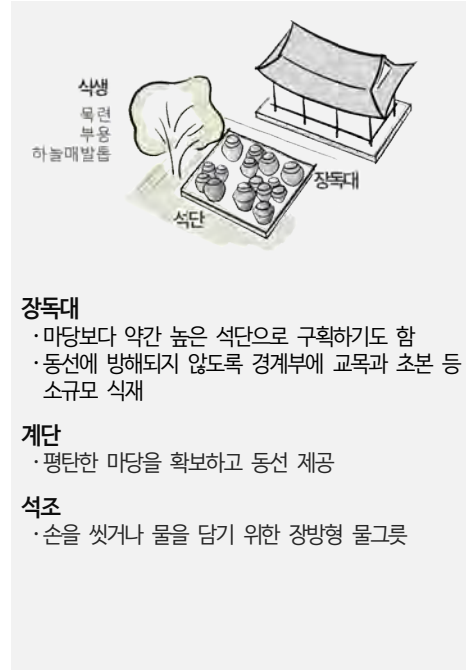 식생
목련
부용
하늘매발톱
장독대
석단
장독대
·마당보다 약간 높은 석단으로 구획하기도 함
·동선에 방해되지 않도록 경계부에 교목과 초본 등
소규모 식재
계단
·평탄한 마당을 확보하고 동선 제공
석조
·손을 씻거나 물을 담기 위한 장방형 물그릇